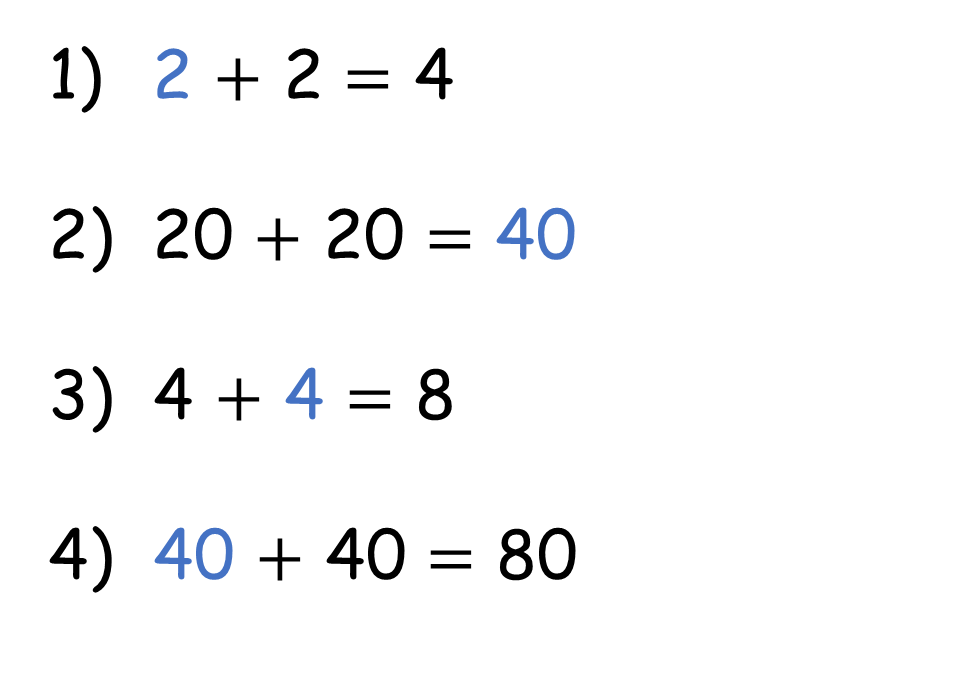 1) 2 + 2 = 4
2) 20 + 20 = 40
3) 4 + 4 = 8
4) 40 + 40 = 80